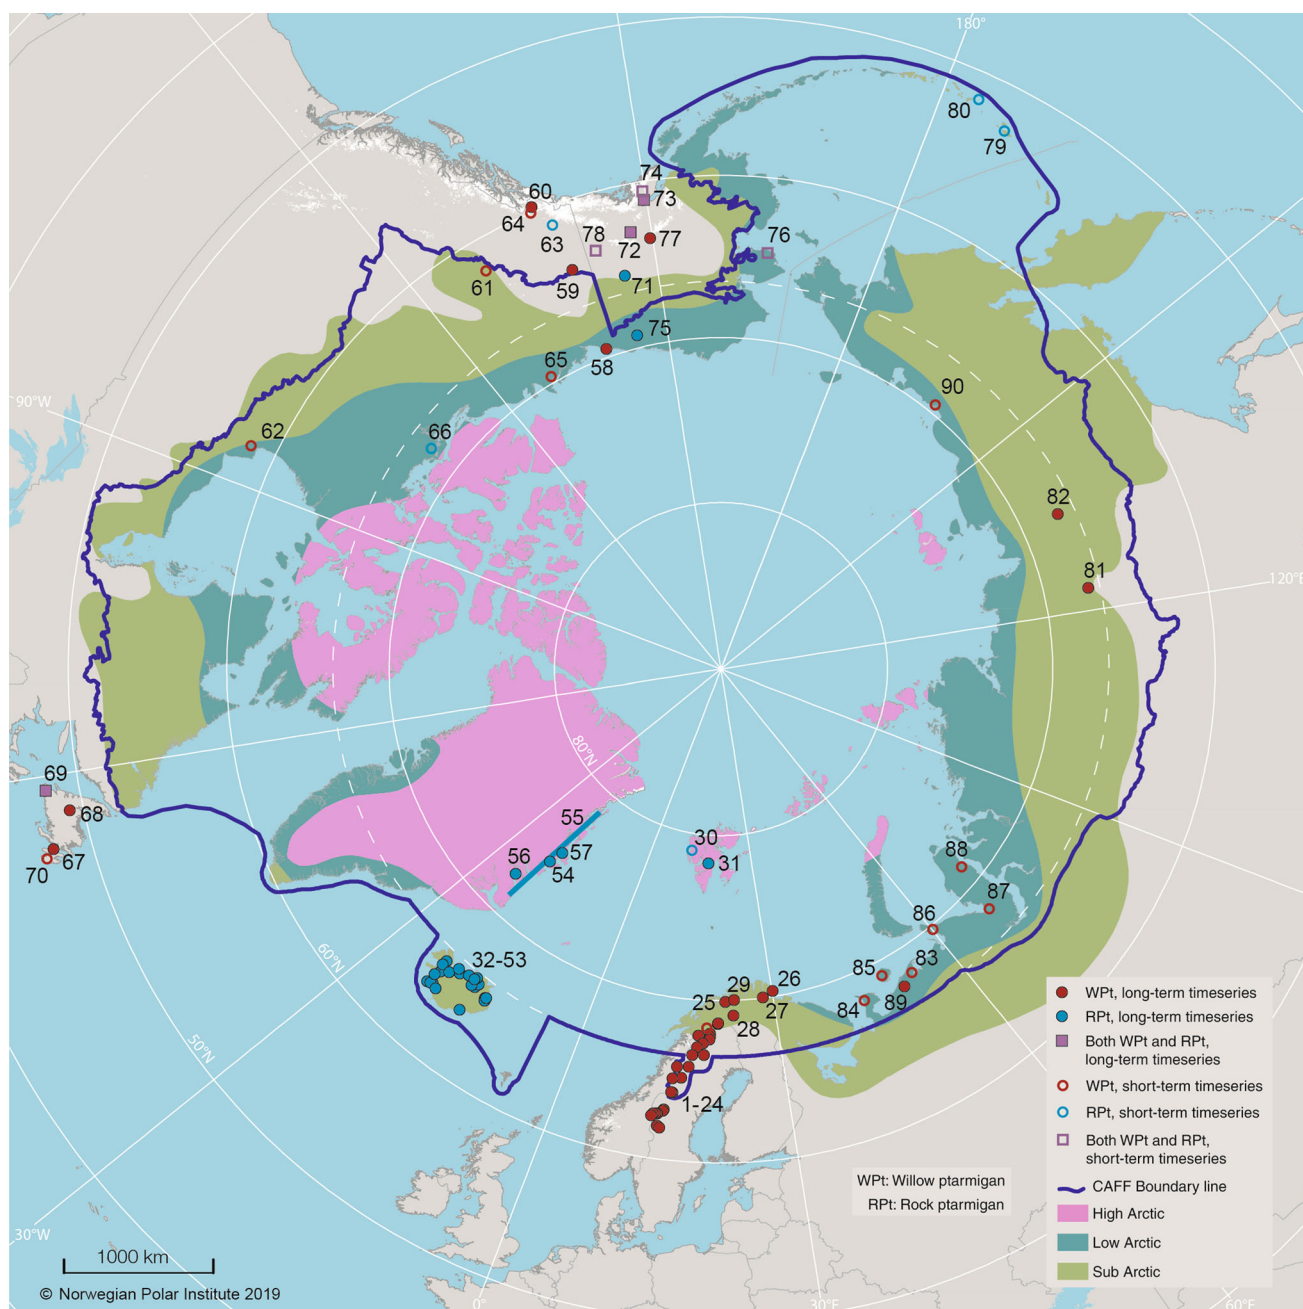 180°
80
79
74
60
73
64
63
78
72
77
76
71
61
59
75
58
65
90
90°W
62
66
82
81
120°E
80°N
69
68
67
70
55
57
56
54
30
31
88
87
86
83
85
84
89
60°N
32-53
26
29
25
27
28
50°N
1-24
WPt, long-term timeseries
RPt, long-term timeseries
Both WPt and RPt,
long-term timeseries
WPt, short-term timeseries
RPt, short-term timeseries
Both WPt and RPt,
short-term timeseries
CAFF Boundary line
High Arctic
Low Arctic
Sub Arctic
WPt: Willow ptarmigan
RPt: Rock ptarmigan
30°W
1000 km
© Norwegian Polar Institute 2019
0°
30°E
60°E